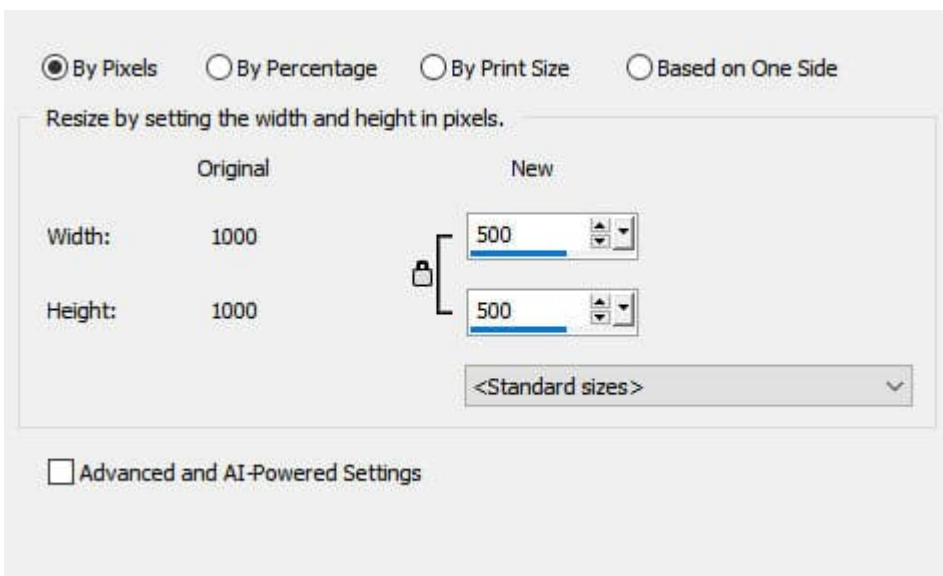 By Pixels By Percentage By Print Size Based on One Side
Resize by setting the width and height in pixels.
Original New
Width: 1000 500
Height: 1000 500
<Standard sizes>
Advanced and AI-Powered Settings